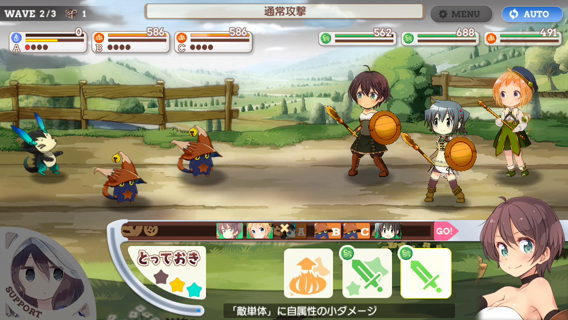 WAVE 2/3
1
通常攻撃
MENU
AUTO
0
586
586
562
688
491
A
B
C
B
C
GO!
とっておき
SUPPORT
「敵単体」に自属性の小ダメージ